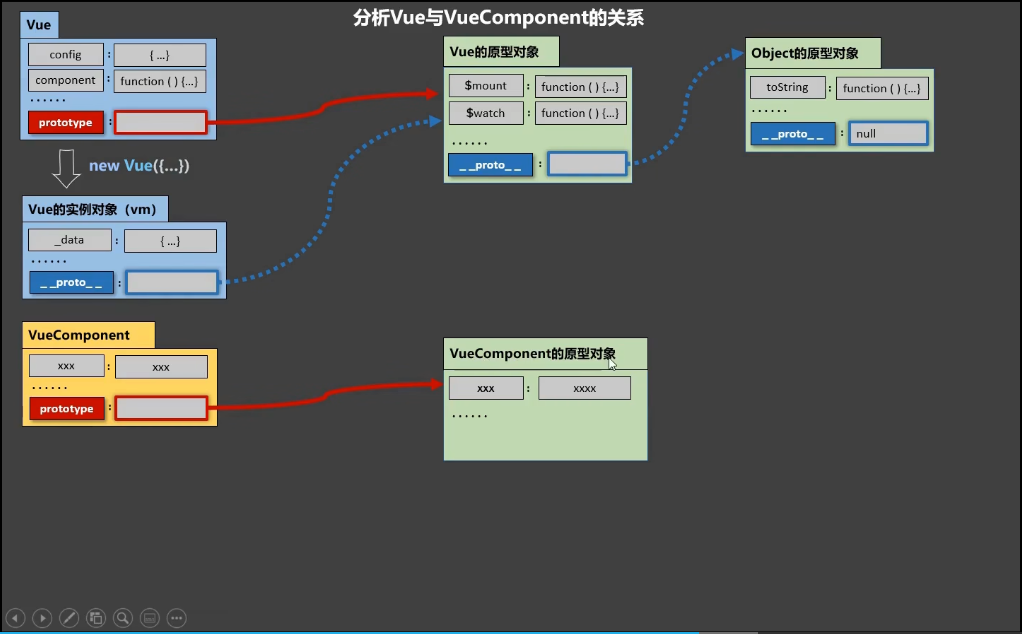 分析Vue与VueComponent的关系
Vue
config : { ...}
component : function ( ) {...}
······
prototype :
new Vue({...})
Vue的实例对象（vm）
_data : { ...}
······
_ _proto_ _ :
VueComponent
xxx : xxx
······
prototype :
Vue的原型对象
$mount : function ( ) {...}
$watch : function ( ) {...}
······
_ _proto_ _ :
Object的原型对象
toString : function ( ) {...}
······
_ _proto_ _ : null
VueComponent的原型对象
xxx : xxxx
······